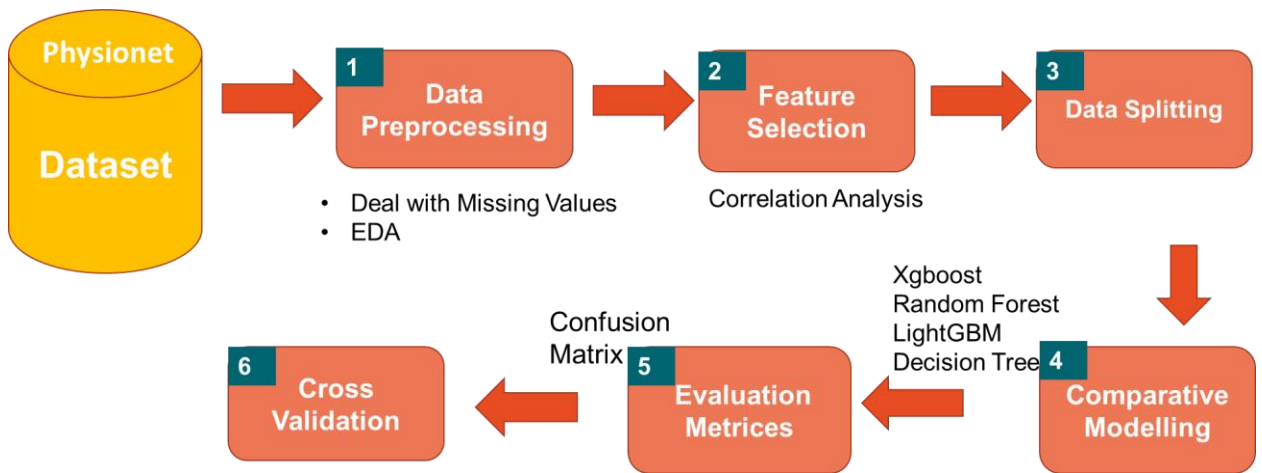 Physionet
Dataset
1
Data
Preprocessing
• Deal with Missing Values
• EDA
2
Feature
Selection
Correlation Analysis
3
Data Splitting
4
Comparative
Modelling
Xgboost
Random Forest
LightGBM
Decision Tree
5
Evaluation
Metrices
Confusion
Matrix
6
Cross
Validation